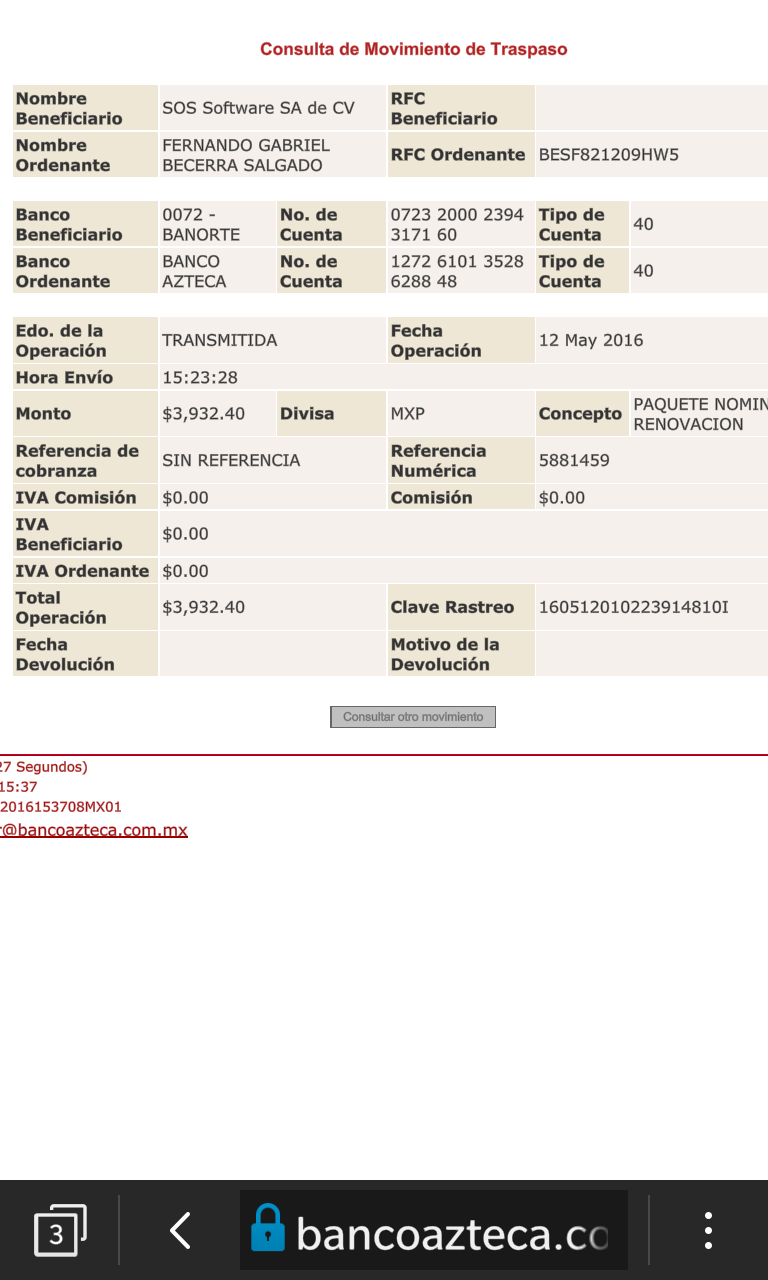 Consulta de Movimiento de Traspaso
Nombre Beneficiario SOS Software SA de CV RFC Beneficiario
Nombre Ordenante FERNANDO GABRIEL BECERRA SALGADO RFC Ordenante BESF821209HW5
Banco Beneficiario 0072 - BANORTE No. de Cuenta 0723 2000 2394 3171 60 Tipo de Cuenta 40
Banco Ordenante BANCO AZTECA No. de Cuenta 1272 6101 3528 6288 48 Tipo de Cuenta 40
Edo. de la Operación TRANSMITIDA Fecha Operación 12 May 2016
Hora Envío 15:23:28
Monto $3,932.40 Divisa MXP Concepto PAQUETE NOMIN RENOVACION
Referencia de cobranza SIN REFERENCIA Referencia Numérica 5881459
IVA Comisión $0.00 Comisión $0.00
IVA Beneficiario $0.00
IVA Ordenante $0.00
Total Operación $3,932.40 Clave Rastreo 160512010223914810I
Fecha Devolución Motivo de la Devolución
Consultar otro movimiento
27 Segundos)
15:37
2016153708MX01
r@bancoazteca.com.mx
3 bancoazteca.co